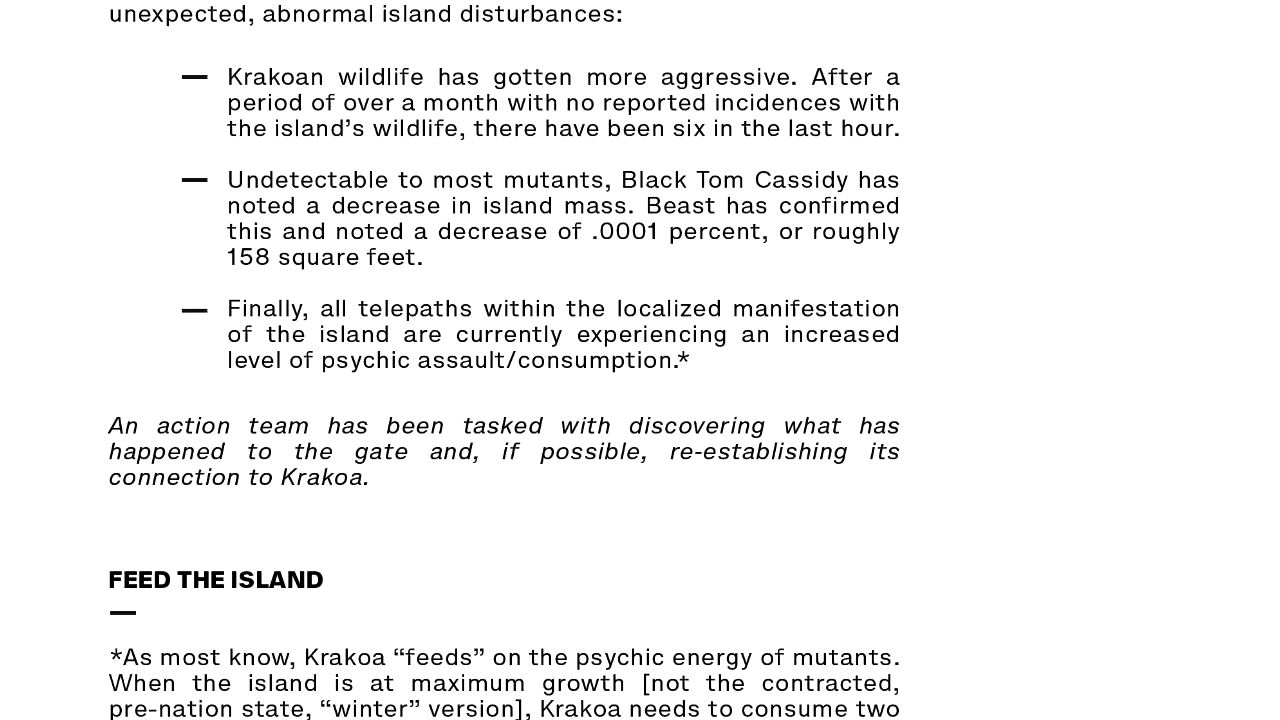 unexpected, abnormal island disturbances:
— Krakoan wildlife has gotten more aggressive. After a
period of over a month with no reported incidences with
the island’s wildlife, there have been six in the last hour.
— Undetectable to most mutants, Black Tom Cassidy has
noted a decrease in island mass. Beast has confirmed
this and noted a decrease of .0001 percent, or roughly
158 square feet.
— Finally, all telepaths within the localized manifestation
of the island are currently experiencing an increased
level of psychic assault/consumption.*
An action team has been tasked with discovering what has
happened to the gate and, if possible, re-establishing its
connection to Krakoa.
FEED THE ISLAND
—
*As most know, Krakoa “feeds” on the psychic energy of mutants.
When the island is at maximum growth [not the contracted,
pre-nation state, “winter” version], Krakoa needs to consume two